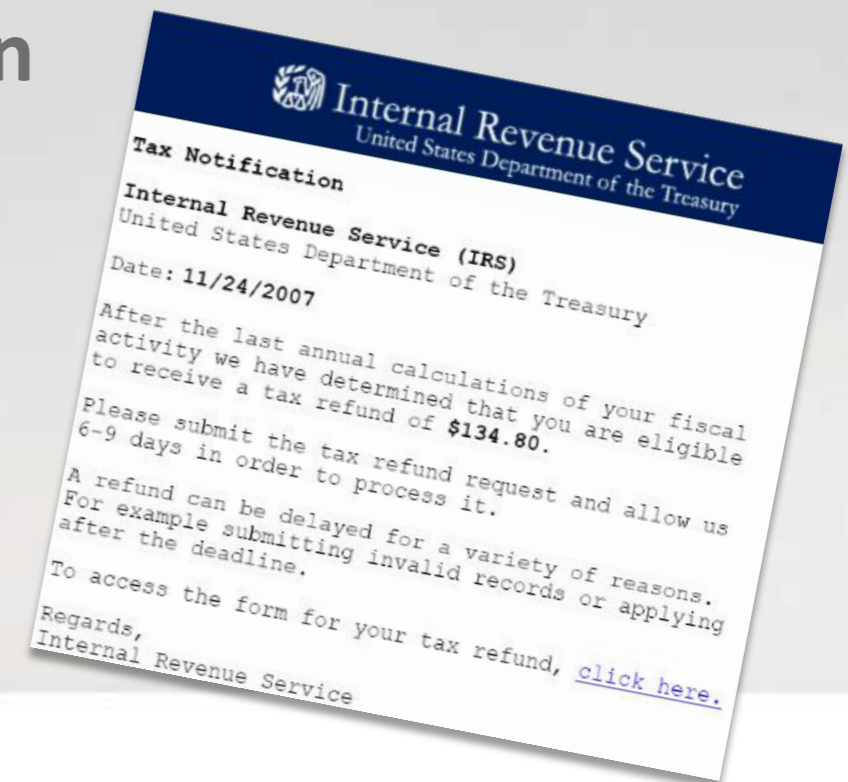 n
Internal Revenue Service
United States Department of the Treasury
Tax Notification
Internal Revenue Service (IRS)
United States Department of the Treasury
Date: 11/24/2007
After the last annual calculations of your fiscal
activity we have determined that you are eligible
to receive a tax refund of $134.80.
Please submit the tax refund request and allow us
6-9 days in order to process it.
A refund can be delayed for a variety of reasons.
For example submitting invalid records or applying
after the deadline.
To access the form for your tax refund, click here.
Regards,
Internal Revenue Service